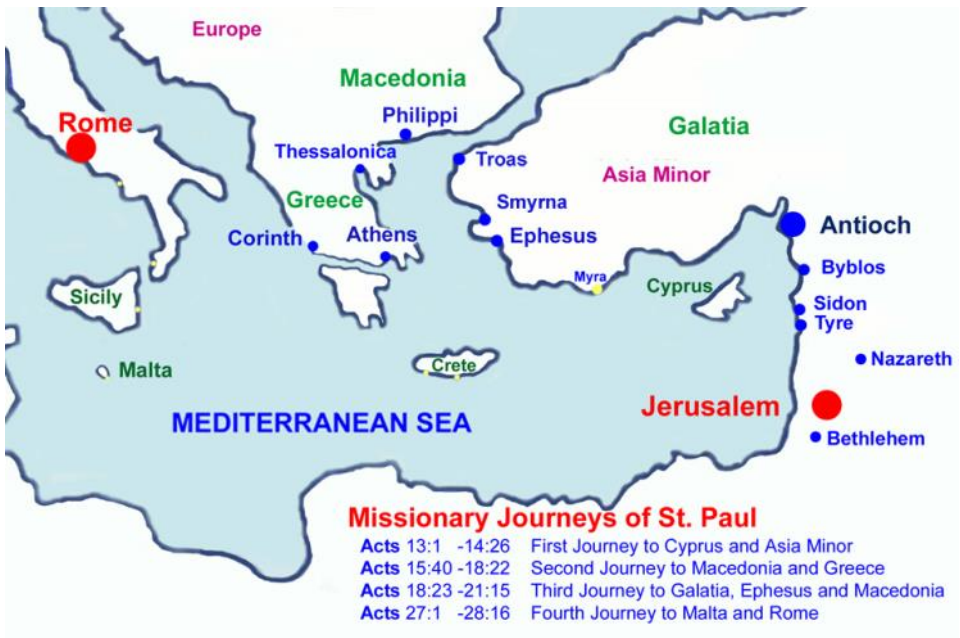 Europe
Macedonia
Philippi
Rome
Galatia
Thessalonica
Troas
Asia Minor
Greece
Smyrna
Corinth
Athens
Ephesus
Antioch
Byblos
Myra
Cyprus
Sicily
Sidon
Tyre
Nazareth
Malta
Crete
Jerusalem
MEDITERRANEAN SEA
Bethlehem
Missionary Journeys of St. Paul
Acts 13:1 -14:26 First Journey to Cyprus and Asia Minor
Acts 15:40 -18:22 Second Journey to Macedonia and Greece
Acts 18:23 -21:15 Third Journey to Galatia, Ephesus and Macedonia
Acts 27:1 -28:16 Fourth Journey to Malta and Rome